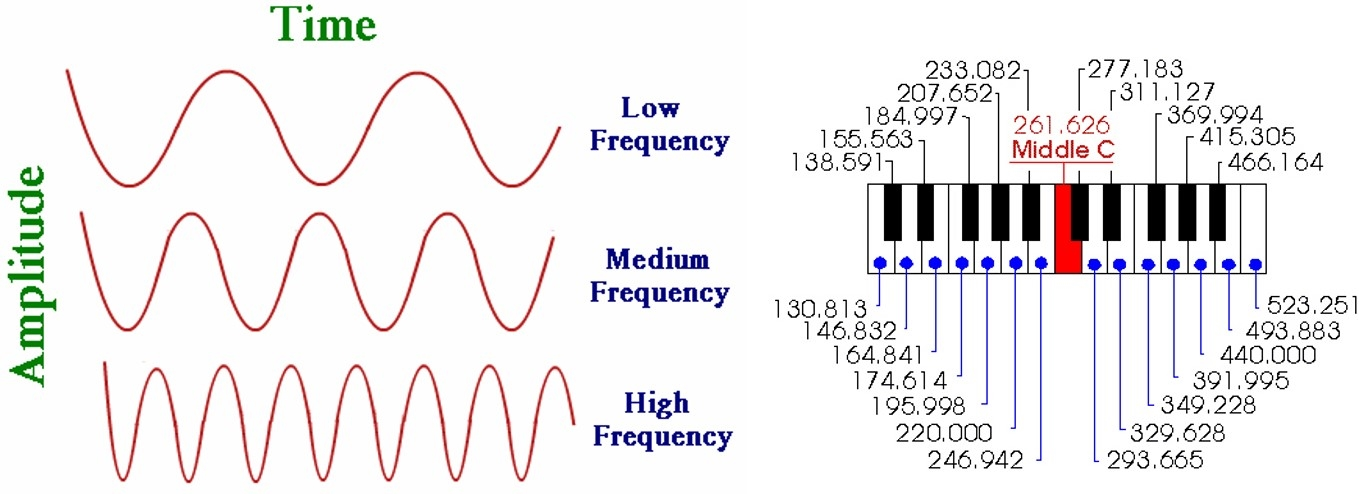 Time
Amplitude
Low
Frequency
Medium
Frequency
High
Frequency
233.082
277.183
207.652
311.127
184.997
261.626
369.994
155.563
Middle C
415.305
138.591
466.164
130.813
523.251
146.832
493.883
164.841
440.000
174.614
391.995
195.998
349.228
220.000
329.628
246.942
293.665